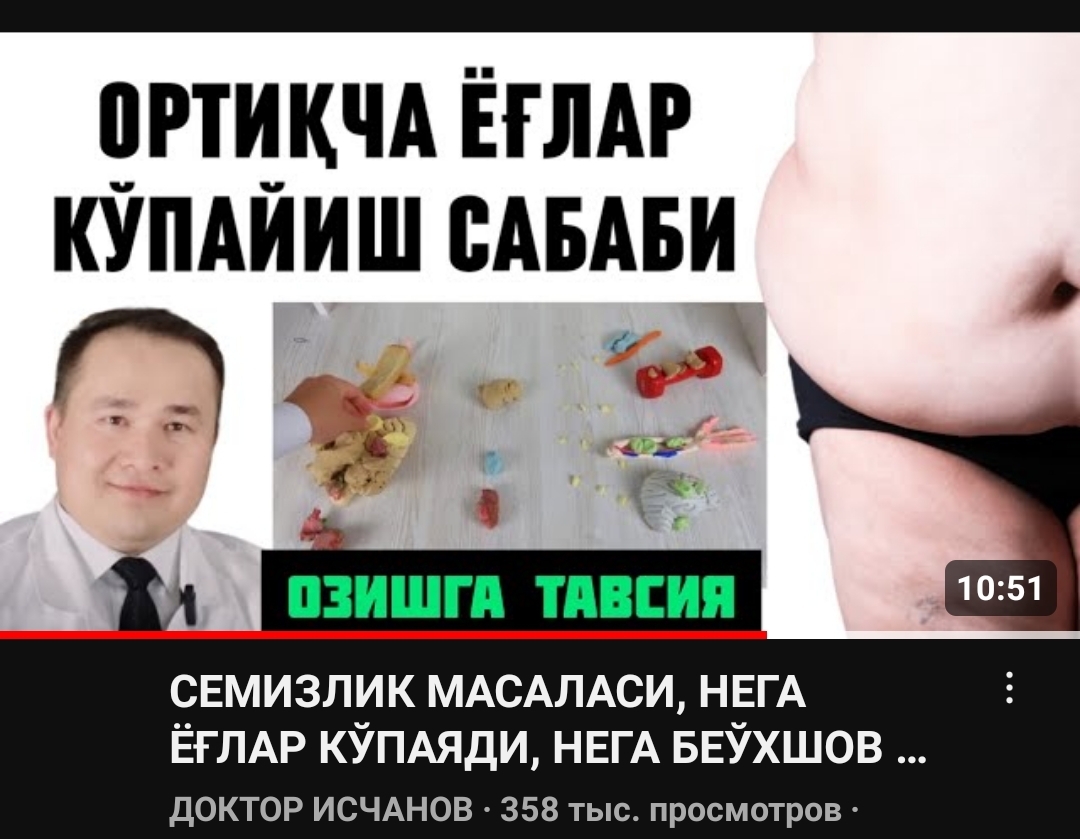 ОРТИҚЧА ЁҒЛАР
КЎПАЙИШ САБАБИ
ОЗИШГА ТАВСИЯ
10:51
СЕМИЗЛИК МАСАЛАСИ, НЕГА
ЁҒЛАР КЎПАЯДИ, НЕГА БЕЎХШОВ ...
ДОКТОР ИСЧАНОВ · 358 тыс. просмотров ·